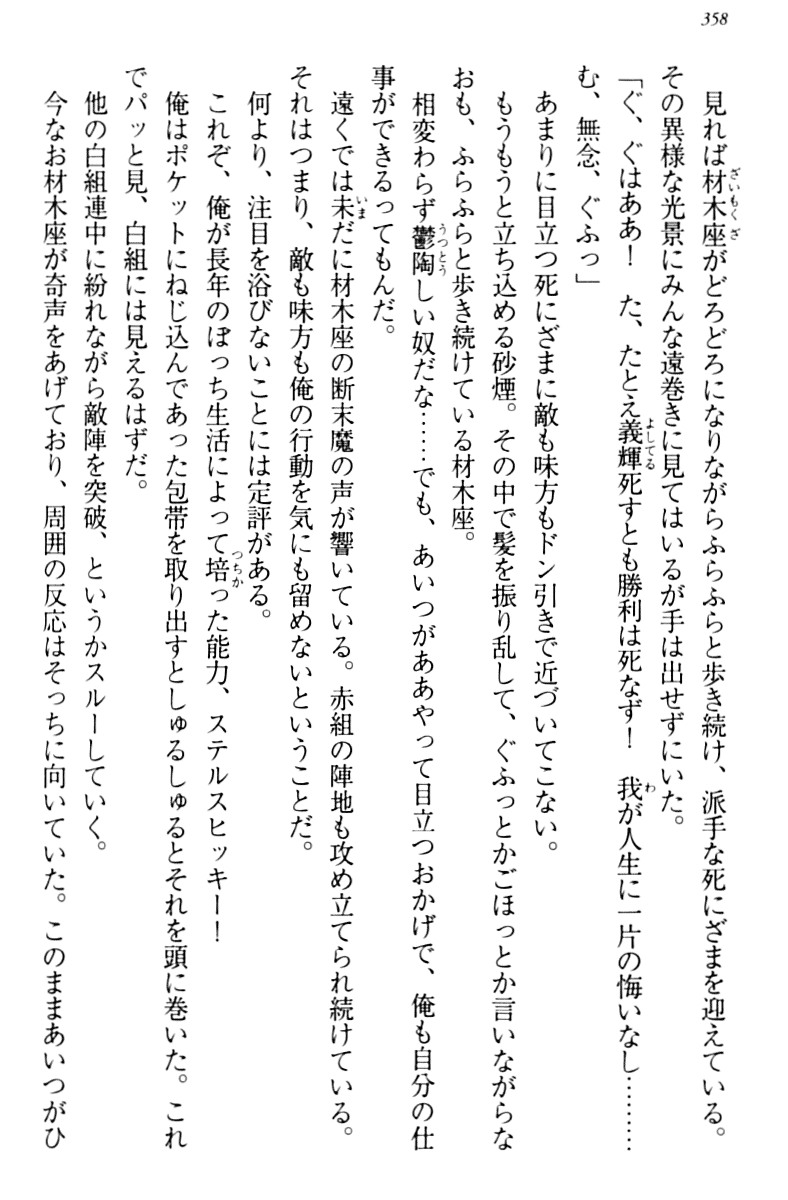 358
見れば材木座がどろどろになりながらふらふらと歩き続け、派手な死にざまを迎えている。
その異様な光景にみんな遠巻きに見てはいるが手は出せずにいた。
「ぐ、ぐはああ！　た、たとえ義輝死すとも勝利は死なず！　我が人生に一片の悔いなし………
む、無念、ぐふっ」
あまりに目立つ死にざまに敵も味方もドン引きで近づいてこない。
もうもうと立ち込める砂煙。その中で髪を振り乱して、ぐふっとかごほっとか言いながらな
おも、ふらふらと歩き続けている材木座。
相変わらず鬱陶しい奴だな……でも、あいつがああやって目立つおかげで、俺も自分の仕
事ができるってもんだ。
遠くでは未だに材木座の断末魔の声が響いている。赤組の陣地も攻め立てられ続けている。
それはつまり、敵も味方も俺の行動を気にも留めないということだ。
何より、注目を浴びないことには定評がある。
これぞ、俺が長年のぼっち生活によって培った能力、ステルスヒッキー！
俺はポケットにねじ込んであった包帯を取り出すとしゅるしゅるとそれを頭に巻いた。これ
でパッと見、白組には見えるはずだ。
他の白組連中に紛れながら敵陣を突破、というかスルーしていく。
今なお材木座が奇声をあげており、周囲の反応はそっちに向いていた。このままあいつがひ